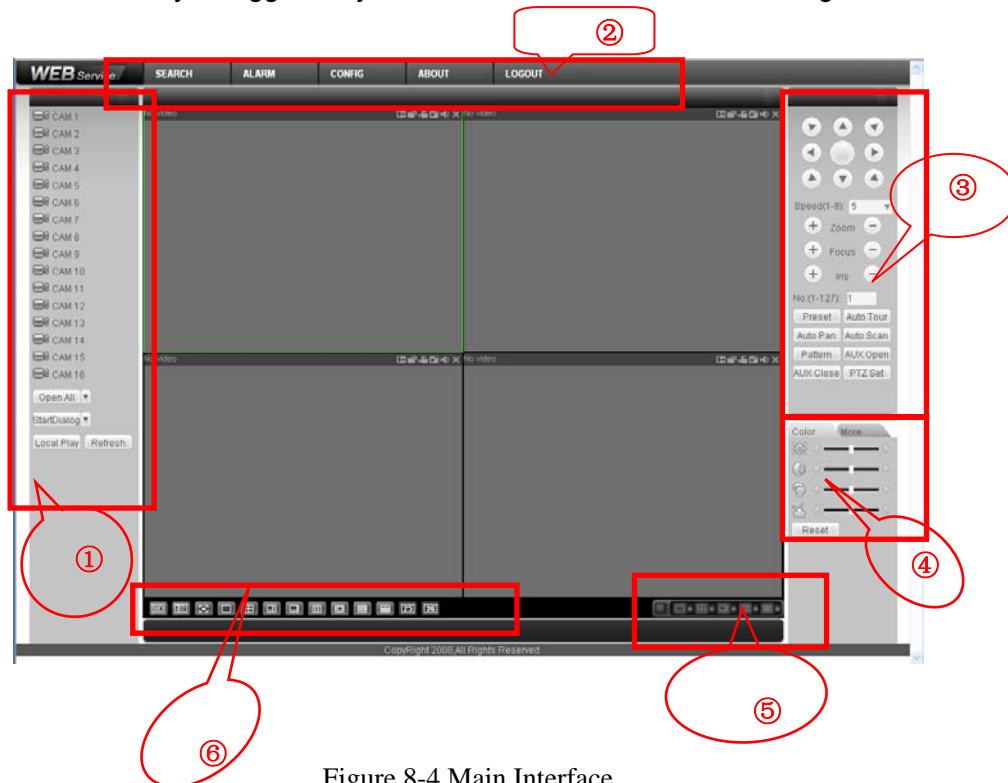 ②
WEB Service SEARCH ALARM CONFIG ABOUT LOGOUT
CAM 1
CAM 2
CAM 3
CAM 4
CAM 5
CAM 6
CAM 7
CAM 8
CAM 9
CAM 10
CAM 11
CAM 12
CAM 13
CAM 14
CAM 15
CAM 16
Open All
StartDialog
Local Play Refresh
①
No Video No Video
No Video No Video
Speed(1-8): 5
Zoom
Focus
Iris
No.(1-127): 1
Preset Auto Tour
Auto Pan Auto Scan
Pattern AUX Open
AUX Close PTZ Set
③
Color More
Reset
④
CopyRight 2008,All Rights Reserved.
⑤
⑥
Figure 8-4 Main Interface